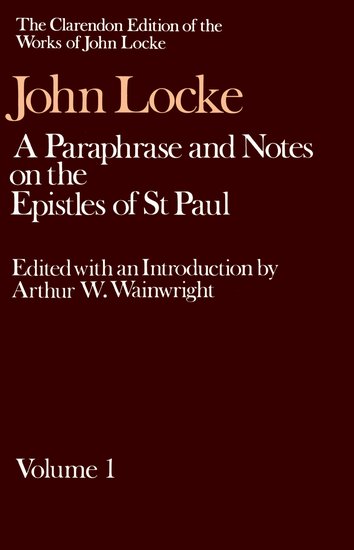 The Clarendon Edition of the
Works of John Locke
John Locke
A Paraphrase and Notes
on the
Epistles of St Paul
Edited with an Introduction by
Arthur W. Wainwright
Volume 1